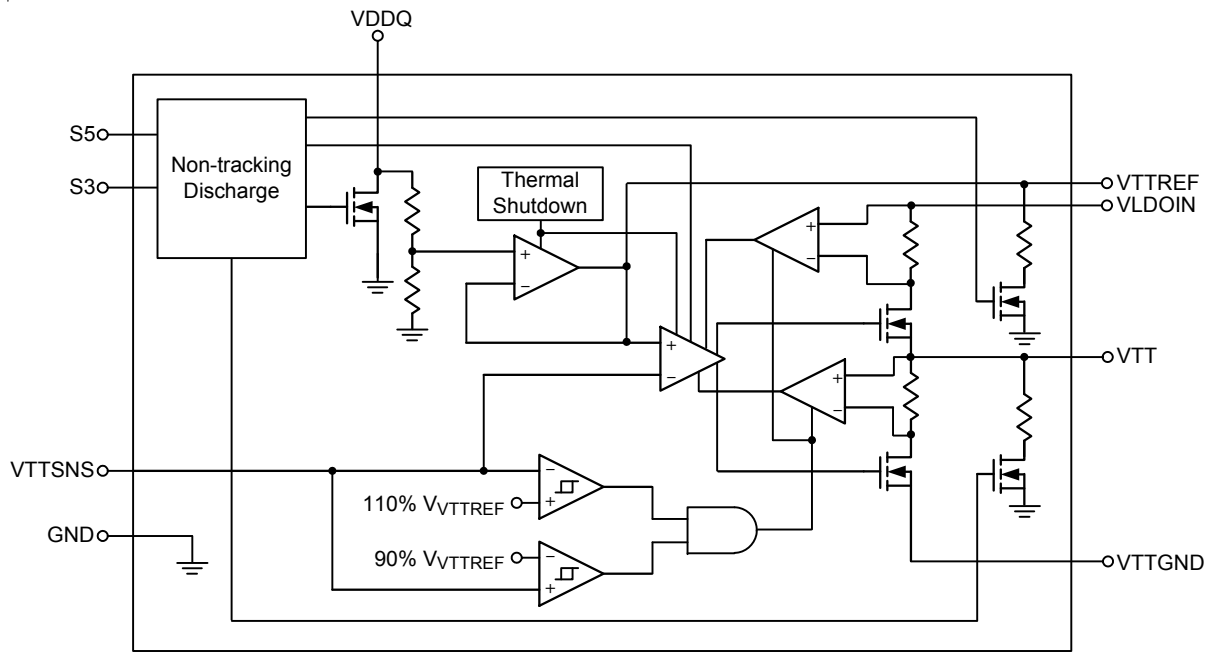 VDDQ
S5
S3
Non-tracking
Discharge
Thermal
Shutdown
VTTREF
VLDOIN
+
−
+
−
+
−
+
−
VTT
VTTSNS
−
+
110% VVTTREF
GND
90% VVTTREF
−
+
VTTGND